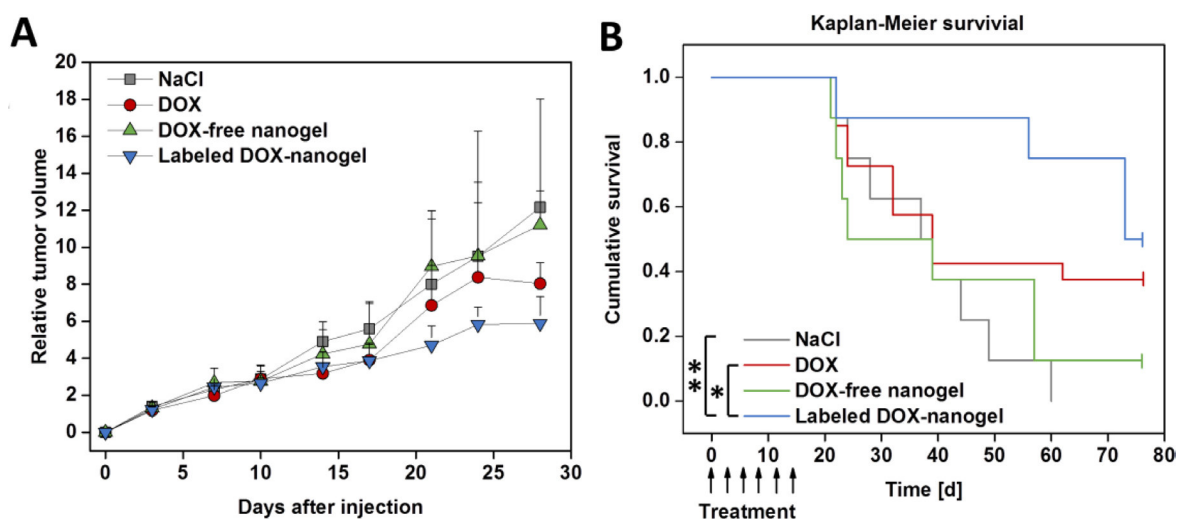 A
Relative tumor volume
20
18
16
14
12
10
8
6
4
2
0
NaCl
DOX
DOX-free nanogel
Labeled DOX-nanogel
0 5 10 15 20 25 30
Days after injection
B
Kaplan-Meier survivial
Cumulative survival
1.0
0.8
0.6
0.4
0.2
0.0
**
*
NaCl
DOX
DOX-free nanogel
Labeled DOX-nanogel
0 10 20 30 40 50 60 70 80
Time [d]
Treatment